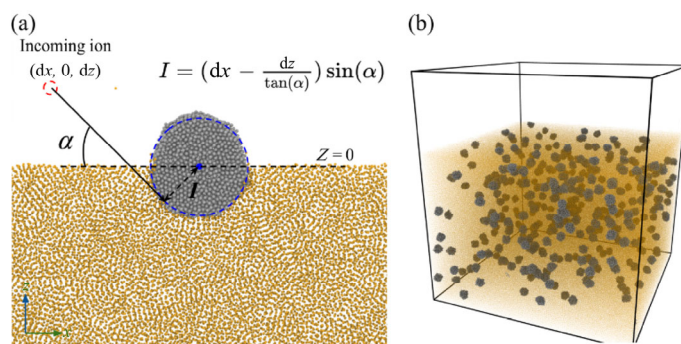 (a)
Incoming ion
(dx, 0, dz)
I = (dx − dz/tan(α)) sin(α)
α
Z = 0
I
(b)